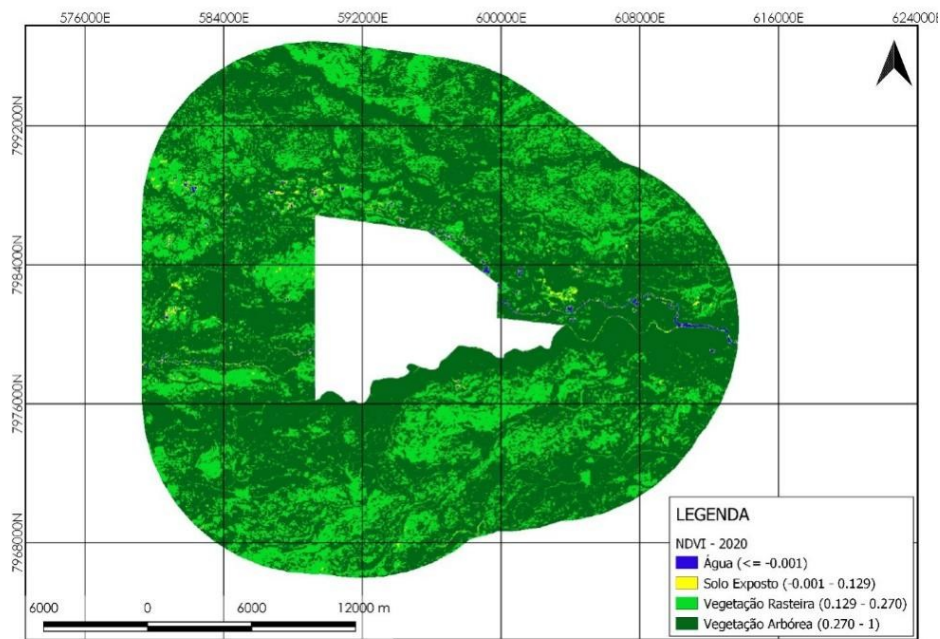 576000E 584000E 592000E 600000E 608000E 616000E 624000E
7992000N
7984000N
7976000N
7968000N
LEGENDA
NDVI - 2020
Água (<= -0.001)
Solo Exposto (-0.001 - 0.129)
Vegetação Rasteira (0.129 - 0.270)
Vegetação Arbórea (0.270 - 1)
6000 0 6000 12000 m